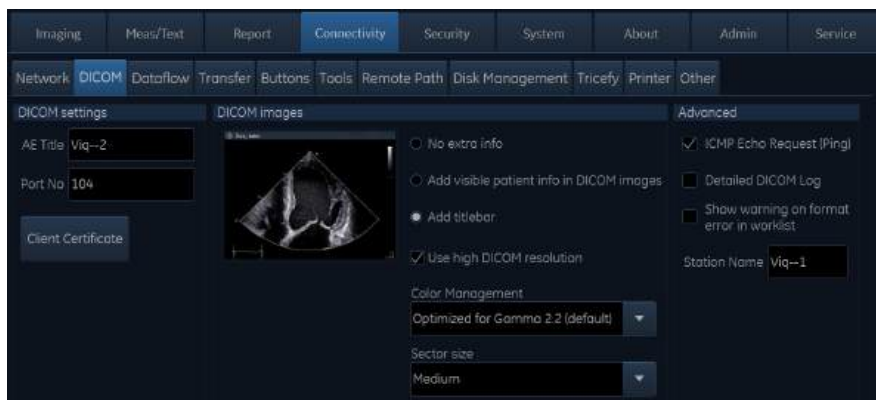 Imaging Meas/Text Report Connectivity Security System About Admin Service
Network DICOM Dataflow Transfer Buttons Tools Remote Path Disk Management Tricefy Printer Other
DICOM settings
AE Title Viq--2
Port No 104
Client Certificate
DICOM images
No extra info
Add visible patient info in DICOM images
Add titlebar
Use high DICOM resolution
Color Management
Optimized for Gamma 2.2 (default)
Sector size
Medium
Advanced
ICMP Echo Request (Ping)
Detailed DICOM Log
Show warning on format
error in worklist
Station Name Viq--1